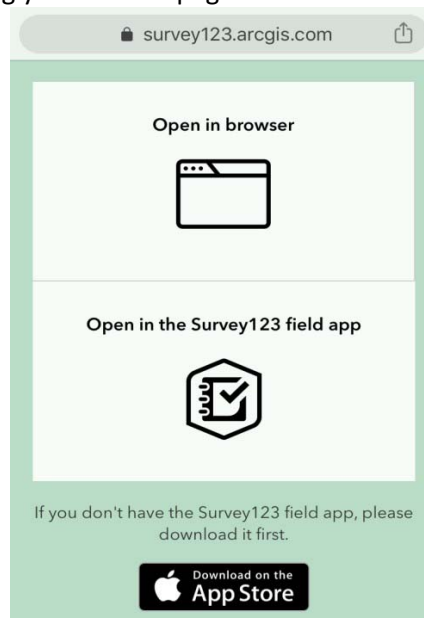 survey123.arcgis.com
Open in browser
Open in the Survey123 field app
If you don't have the Survey123 field app, please
download it first.
Download on the
App Store